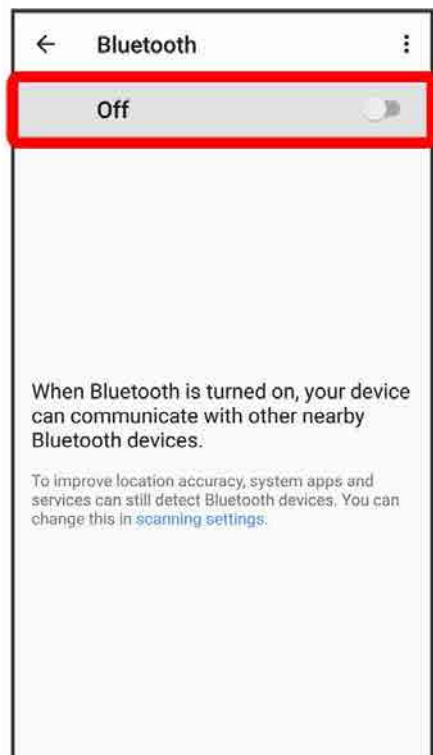 Bluetooth
Off
When Bluetooth is turned on, your device
can communicate with other nearby
Bluetooth devices.
To improve location accuracy, system apps and
services can still detect Bluetooth devices. You can
change this in scanning settings.